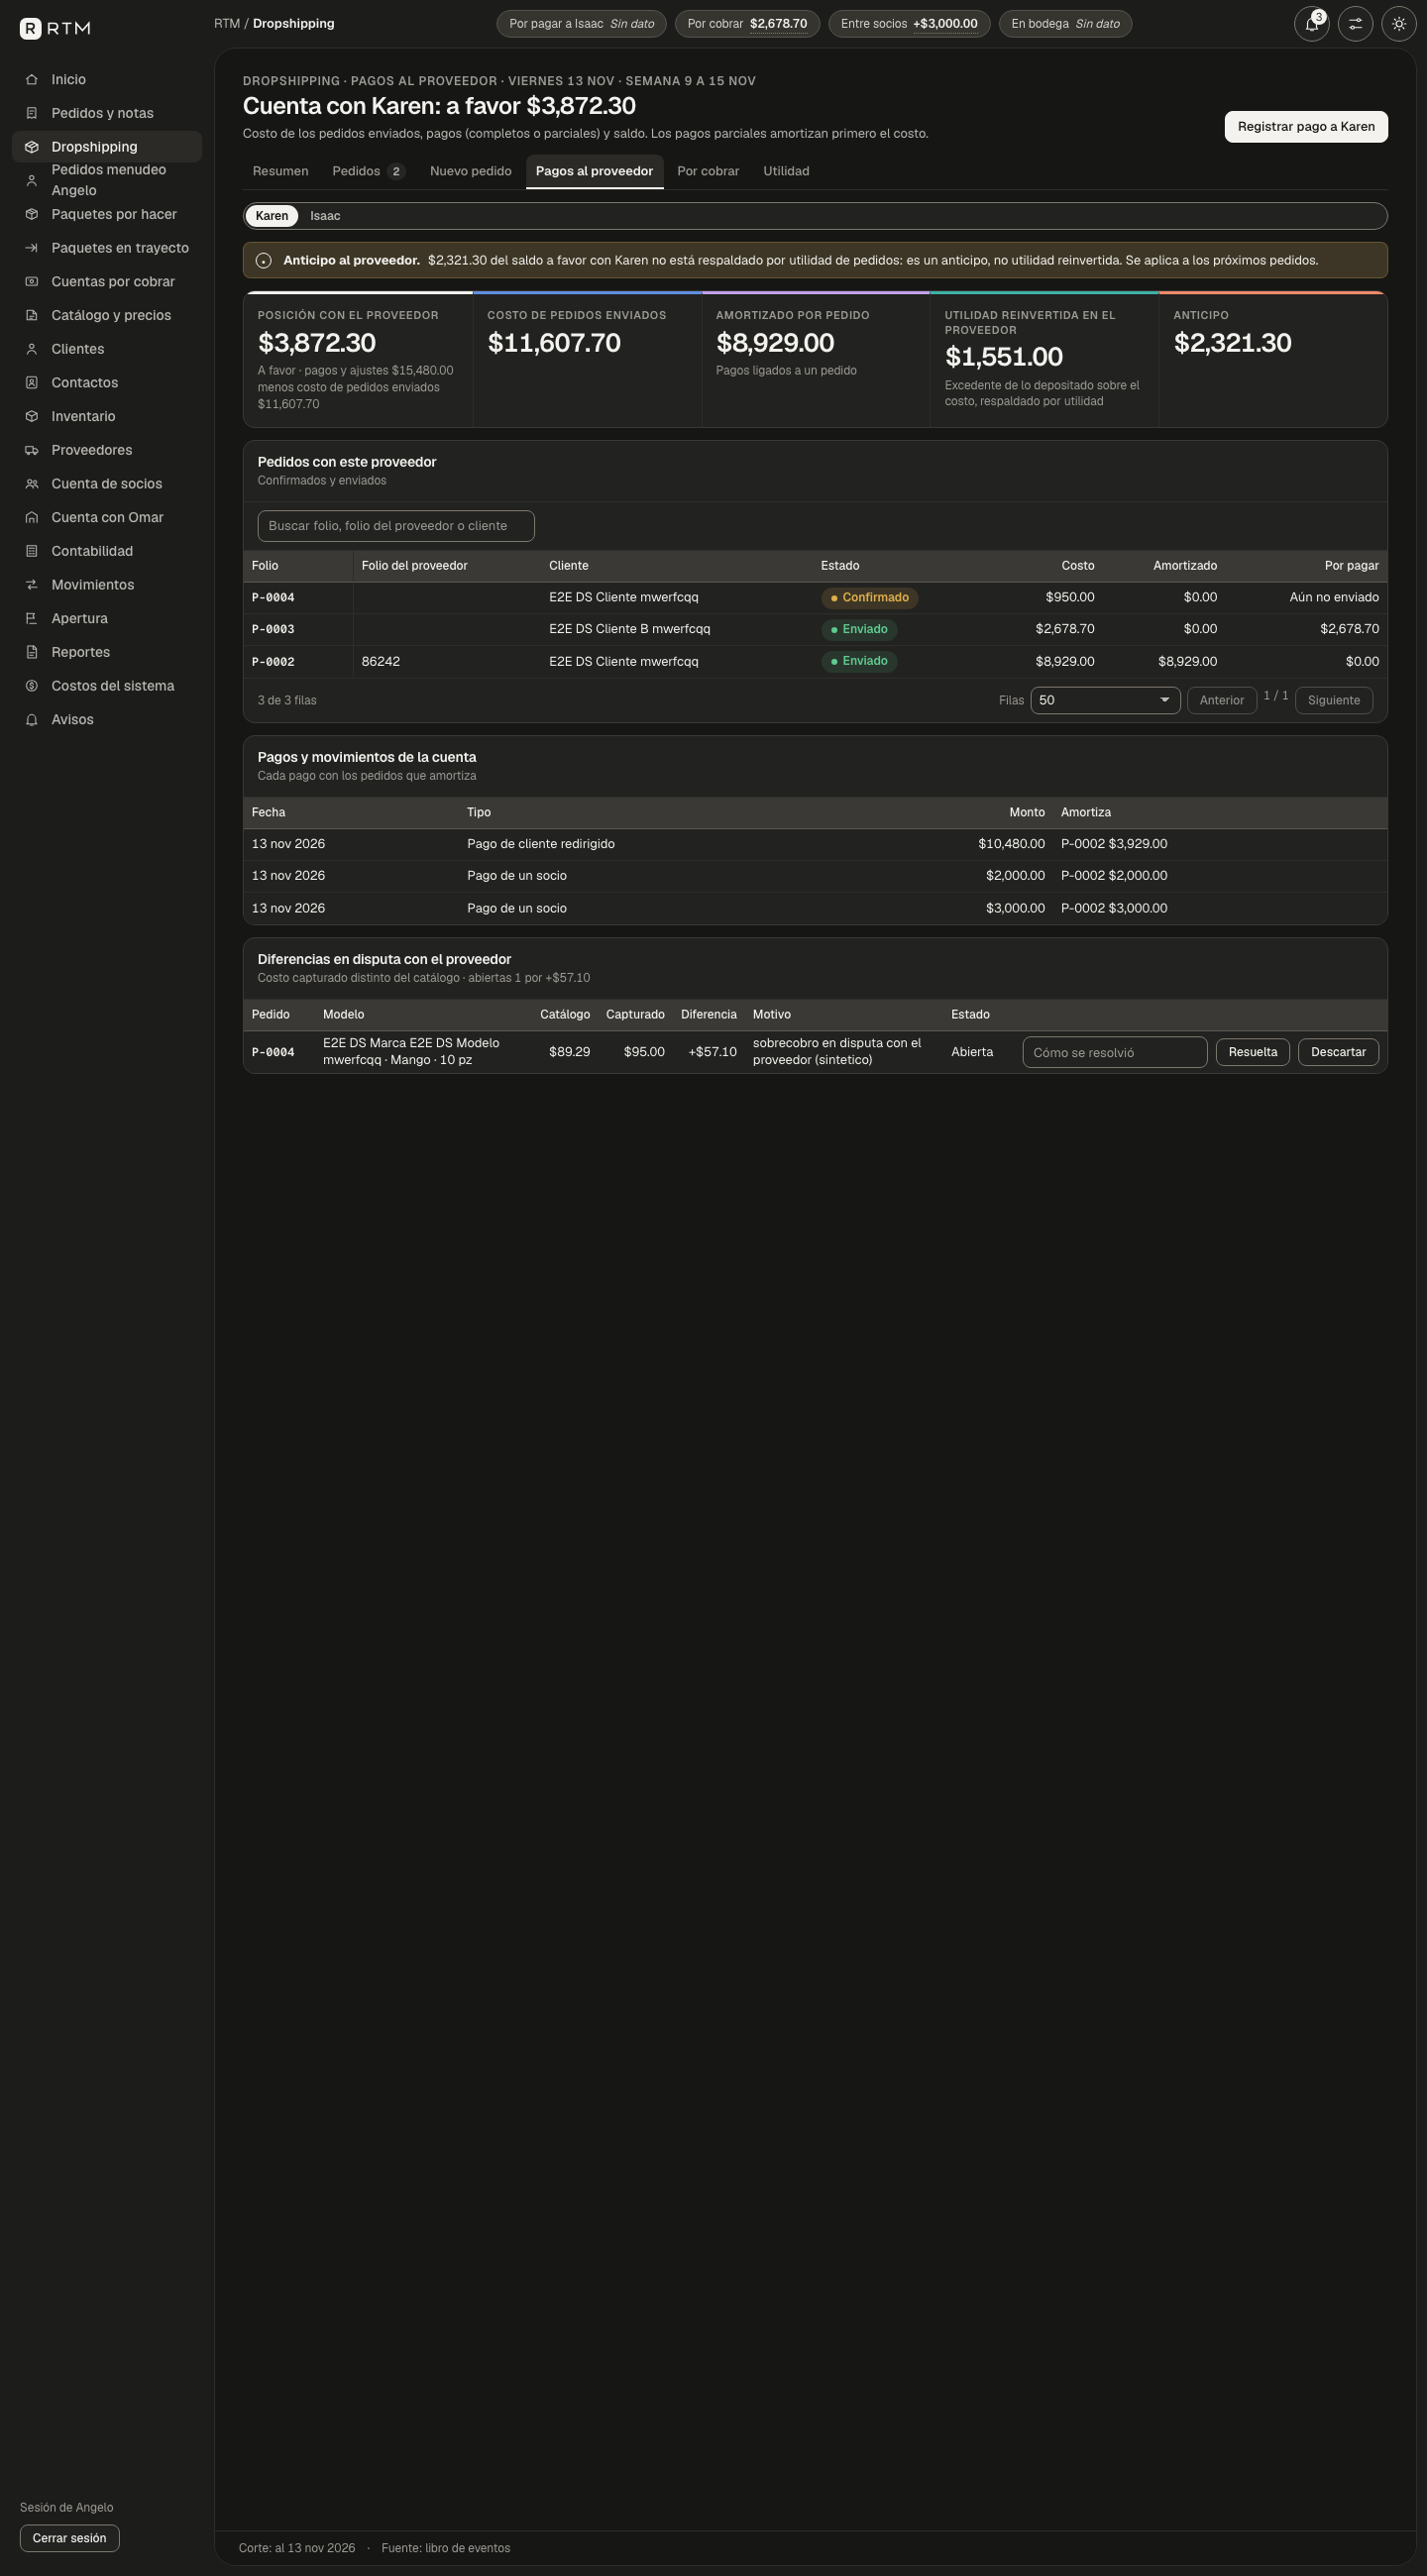 R RTM
Inicio
Pedidos y notas
Dropshipping
Pedidos menudeo
Angelo
Paquetes por hacer
Paquetes en trayecto
Cuentas por cobrar
Catálogo y precios
Clientes
Contactos
Inventario
Proveedores
Cuenta de socios
Cuenta con Omar
Contabilidad
Movimientos
Apertura
Reportes
Costos del sistema
Avisos
Sesión de Angelo
Cerrar sesión
RTM / Dropshipping
Por pagar a Isaac Sin dato
Por cobrar $2,678.70
Entre socios +$3,000.00
En bodega Sin dato
3
DROPSHIPPING · PAGOS AL PROVEEDOR · VIERNES 13 NOV · SEMANA 9 A 15 NOV
Cuenta con Karen: a favor $3,872.30
Costo de los pedidos enviados, pagos (completos o parciales) y saldo. Los pagos parciales amortizan primero el costo.
Registrar pago a Karen
Resumen Pedidos 2 Nuevo pedido Pagos al proveedor Por cobrar Utilidad
Karen Isaac
Anticipo al proveedor. $2,321.30 del saldo a favor con Karen no está respaldado por utilidad de pedidos: es un anticipo, no utilidad reinvertida. Se aplica a los próximos pedidos.
POSICIÓN CON EL PROVEEDOR
$3,872.30
A favor · pagos y ajustes $15,480.00
menos costo de pedidos enviados
$11,607.70
COSTO DE PEDIDOS ENVIADOS
$11,607.70
AMORTIZADO POR PEDIDO
$8,929.00
Pagos ligados a un pedido
UTILIDAD REINVERTIDA EN EL
PROVEEDOR
$1,551.00
Excedente de lo depositado sobre el
costo, respaldado por utilidad
ANTICIPO
$2,321.30
Pedidos con este proveedor
Confirmados y enviados
Buscar folio, folio del proveedor o cliente
Folio Folio del proveedor Cliente Estado Costo Amortizado Por pagar
P-0004 E2E DS Cliente mwerfcqq Confirmado $950.00 $0.00 Aún no enviado
P-0003 E2E DS Cliente B mwerfcqq Enviado $2,678.70 $0.00 $2,678.70
P-0002 86242 E2E DS Cliente mwerfcqq Enviado $8,929.00 $8,929.00 $0.00
3 de 3 filas Filas 50 Anterior 1 / 1 Siguiente
Pagos y movimientos de la cuenta
Cada pago con los pedidos que amortiza
Fecha Tipo Monto Amortiza
13 nov 2026 Pago de cliente redirigido $10,480.00 P-0002 $3,929.00
13 nov 2026 Pago de un socio $2,000.00 P-0002 $2,000.00
13 nov 2026 Pago de un socio $3,000.00 P-0002 $3,000.00
Diferencias en disputa con el proveedor
Costo capturado distinto del catálogo · abiertas 1 por +$57.10
Pedido Modelo Catálogo Capturado Diferencia Motivo Estado
P-0004 E2E DS Marca E2E DS Modelo
mwerfcqq · Mango · 10 pz $89.29 $95.00 +$57.10 sobrecobro en disputa con el
proveedor (sintetico) Abierta Cómo se resolvió Resuelta Descartar
Corte: al 13 nov 2026 · Fuente: libro de eventos